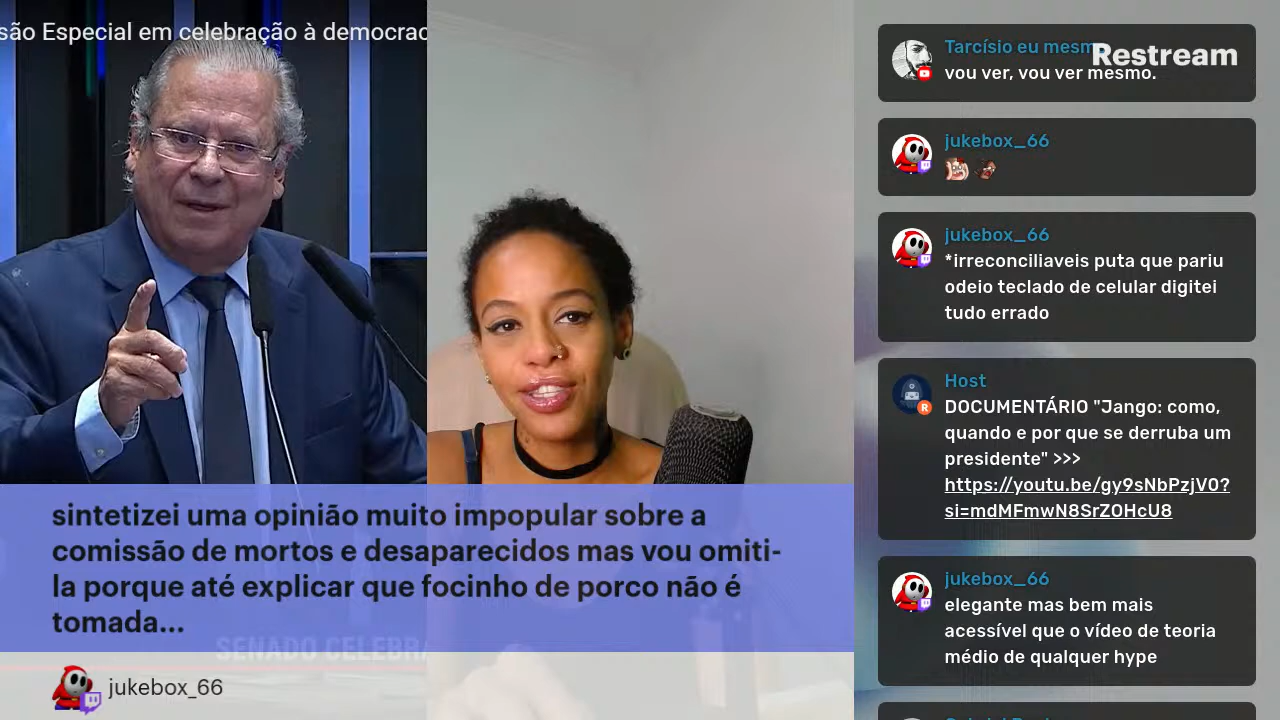 são Especial em celebração à democrac
Restream
Tarcísio eu mesm
vou ver, vou ver mesmo.
jukebox_66
jukebox_66
*irreconciliaveis puta que pariu
odeio teclado de celular digitei
tudo errado
Host
DOCUMENTÁRIO "Jango: como,
quando e por que se derruba um
presidente" >>>
https://youtu.be/gy9sNbPzjV0?
si=mdMFmwN8SrZOHcU8
jukebox_66
elegante mas bem mais
acessível que o vídeo de teoria
médio de qualquer hype
sintetizei uma opinião muito impopular sobre a
comissão de mortos e desaparecidos mas vou omiti-
la porque até explicar que focinho de porco não é
tomada...
SENADO CELEBRA
jukebox_66